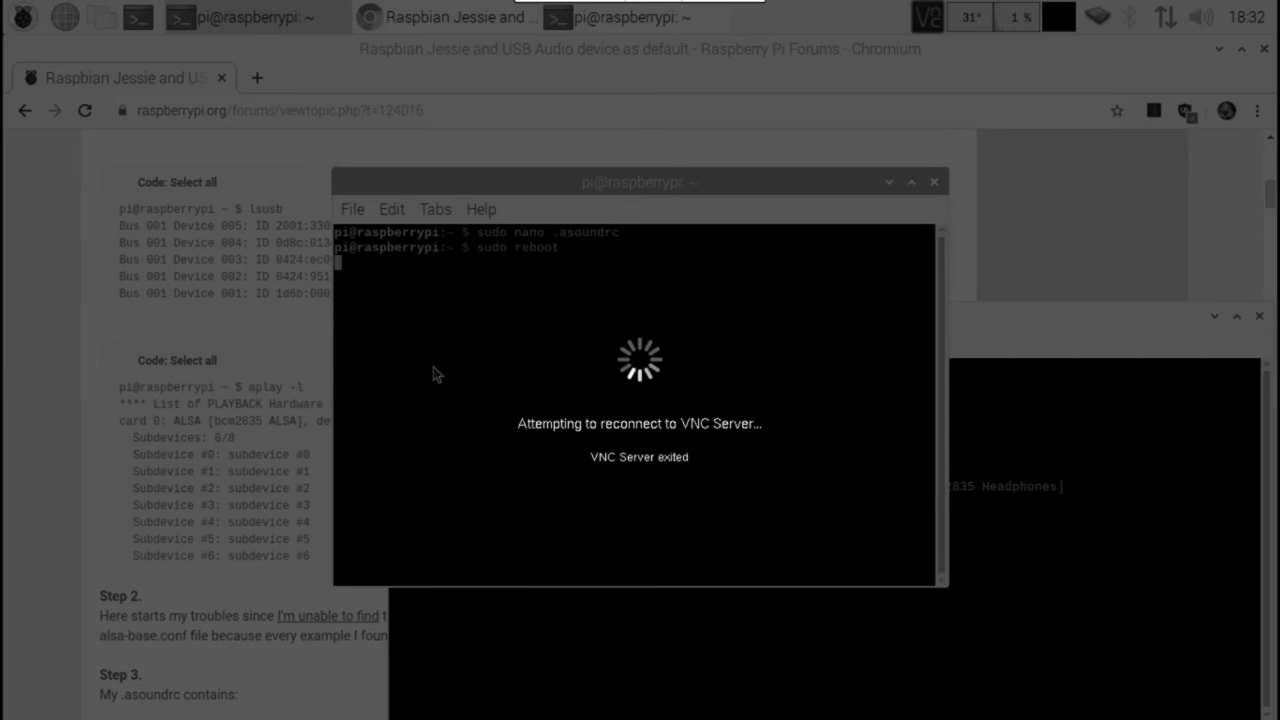 pi@raspberrypi: ~
Raspbian Jessie and ...
pi@raspberrypi: ~
31°
1 %
18:32
Raspbian Jessie and USB Audio device as default - Raspberry Pi Forums - Chromium
Raspbian Jessie and US
raspberrypi.org/forums/viewtopic.php?t=124016
Code: Select all
pi@raspberrypi ~ $ lsusb
Bus 001 Device 005: ID 2001:330
Bus 001 Device 004: ID 0d8c:013
Bus 001 Device 003: ID 0424:ec0
Bus 001 Device 002: ID 0424:951
Bus 001 Device 001: ID 1d6b:000
Code: Select all
pi@raspberrypi ~ $ aplay -l
**** List of PLAYBACK Hardware
card 0: ALSA [bcm2835 ALSA], de
Subdevices: 8/8
Subdevice #0: subdevice #0
Subdevice #1: subdevice #1
Subdevice #2: subdevice #2
Subdevice #3: subdevice #3
Subdevice #4: subdevice #4
Subdevice #5: subdevice #5
Subdevice #6: subdevice #6
Step 2.
Here starts my troubles since I'm unable to find t
alsa-base.conf file because every example I foun
Step 3.
My .asoundrc contains:
pi@raspberrypi: ~
File Edit Tabs Help
pi@raspberrypi:~ $ sudo nano .asoundrc
pi@raspberrypi:~ $ sudo reboot
Attempting to reconnect to VNC Server...
VNC Server exited
835 Headphones]